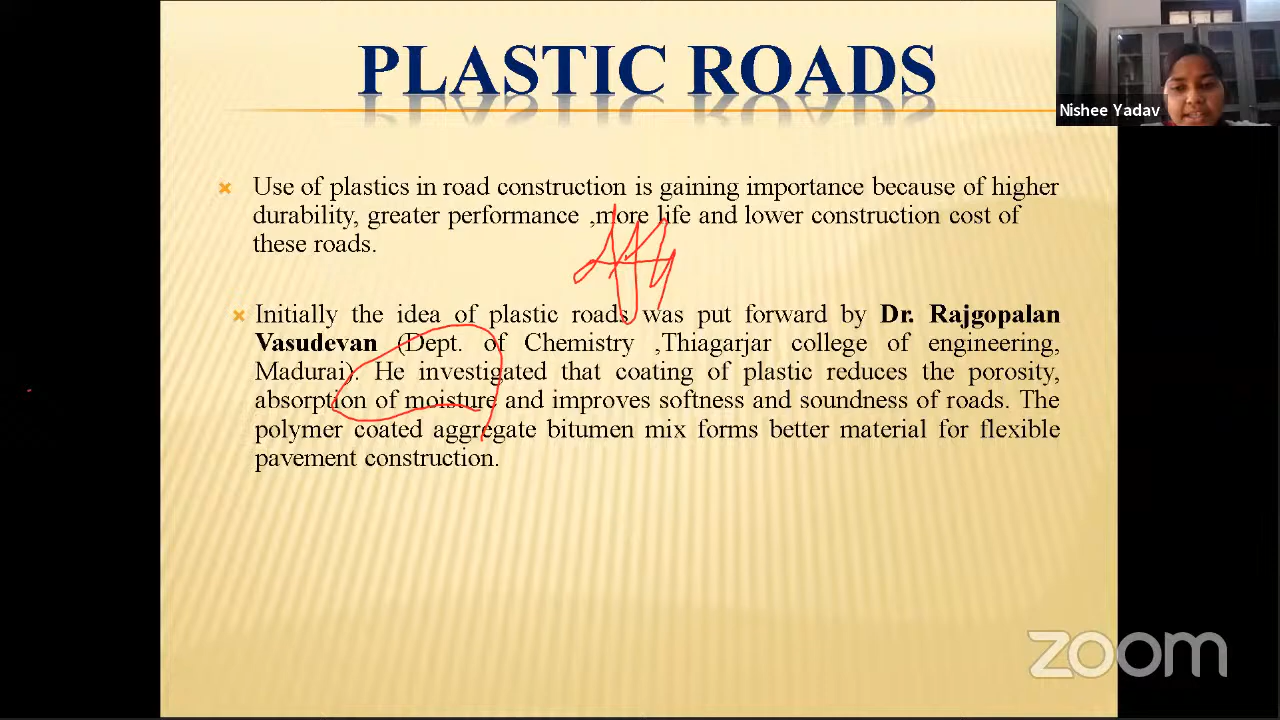 PLASTIC ROADS
Nishee Yadav
Use of plastics in road construction is gaining importance because of higher
durability, greater performance ,more life and lower construction cost of
these roads.
Initially the idea of plastic roads was put forward by Dr. Rajgopalan
Vasudevan (Dept. of Chemistry ,Thiagarjar college of engineering,
Madurai). He investigated that coating of plastic reduces the porosity,
absorption of moisture and improves softness and soundness of roads. The
polymer coated aggregate bitumen mix forms better material for flexible
pavement construction.
zoom